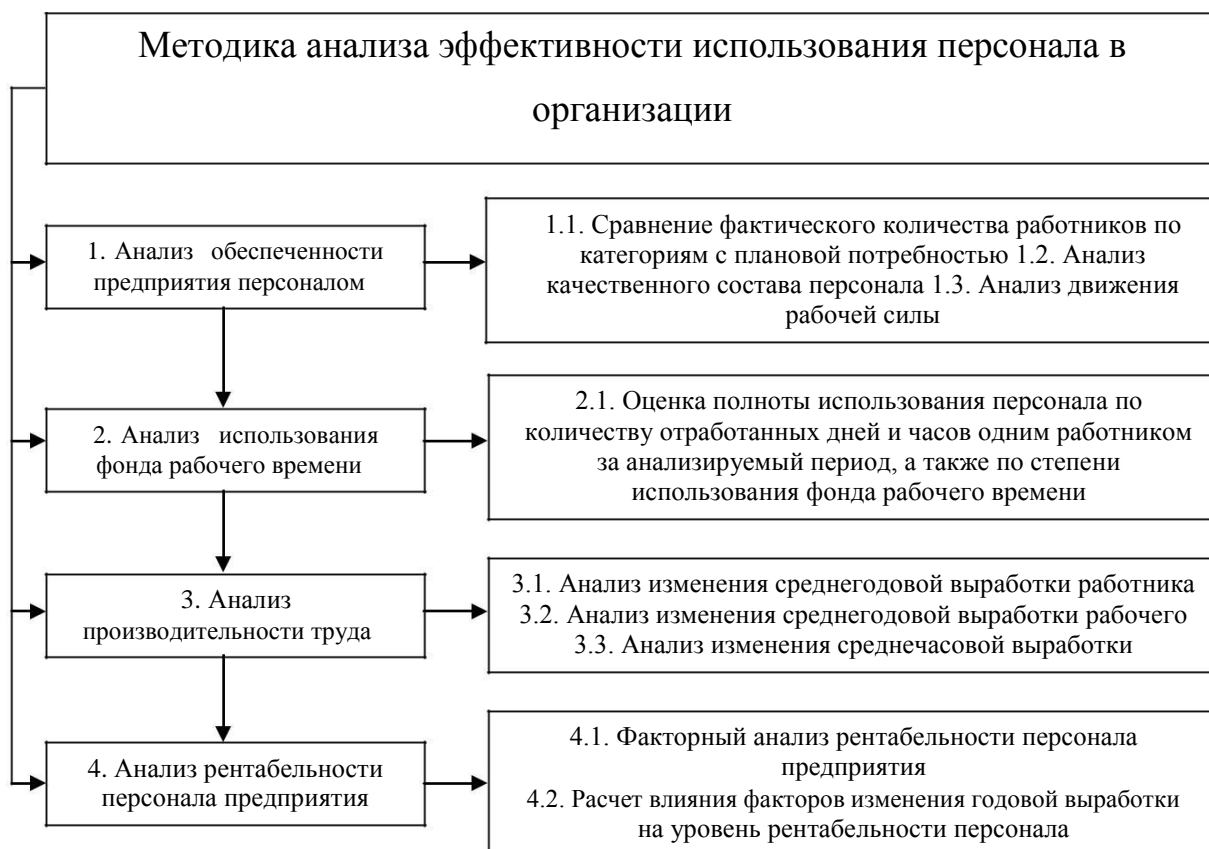 Методика анализа эффективности использования персонала в
организации
1. Анализ обеспеченности
предприятия персоналом
1.1. Сравнение фактического количества работников по
категориям с плановой потребностью 1.2. Анализ
качественного состава персонала 1.3. Анализ движения
рабочей силы
2. Анализ использования
фонда рабочего времени
2.1. Оценка полноты использования персонала по
количеству отработанных дней и часов одним работником
за анализируемый период, а также по степени
использования фонда рабочего времени
3. Анализ
производительности труда
3.1. Анализ изменения среднегодовой выработки работника
3.2. Анализ изменения среднегодовой выработки рабочего
3.3. Анализ изменения среднечасовой выработки
4. Анализ рентабельности
персонала предприятия
4.1. Факторный анализ рентабельности персонала
предприятия
4.2. Расчет влияния факторов изменения годовой выработки
на уровень рентабельности персонала